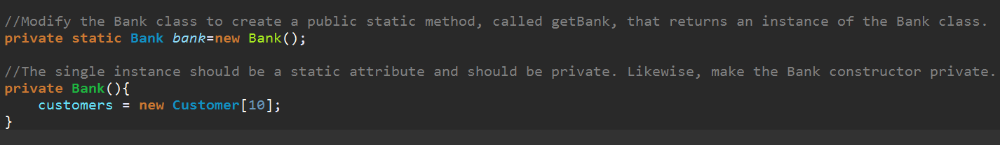 //Modify the Bank class to create a public static method, called getBank, that returns an instance of the Bank class.
private static Bank bank=new Bank();
//The single instance should be a static attribute and should be private. Likewise, make the Bank constructor private.
private Bank(){
    customers = new Customer[10];
}